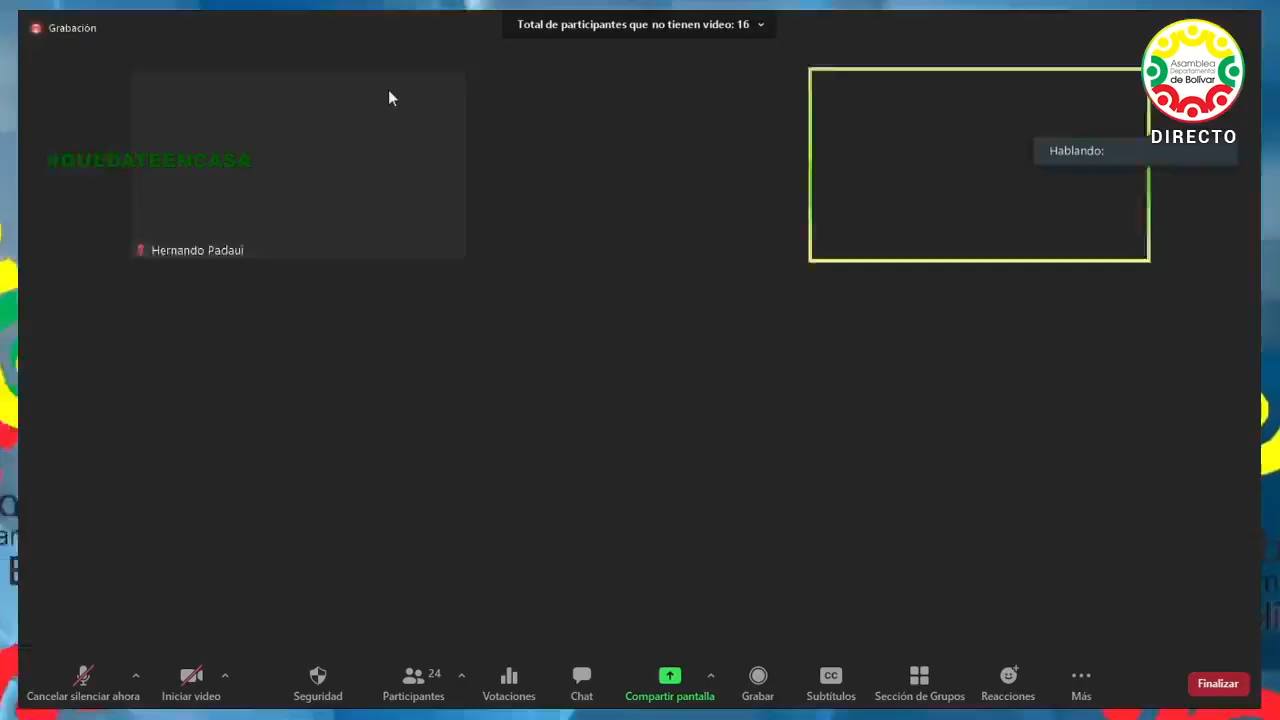 Grabación
Total de participantes que no tienen video: 16
Asamblea
Departamental
de Bolívar
DIRECTO
Hablando:
Hernando Padaui
Cancelar silenciar ahora
Iniciar video
Seguridad
24
Participantes
Votaciones
Chat
Compartir pantalla
Grabar
CC
Subtítulos
Sección de Grupos
Reacciones
Más
Finalizar